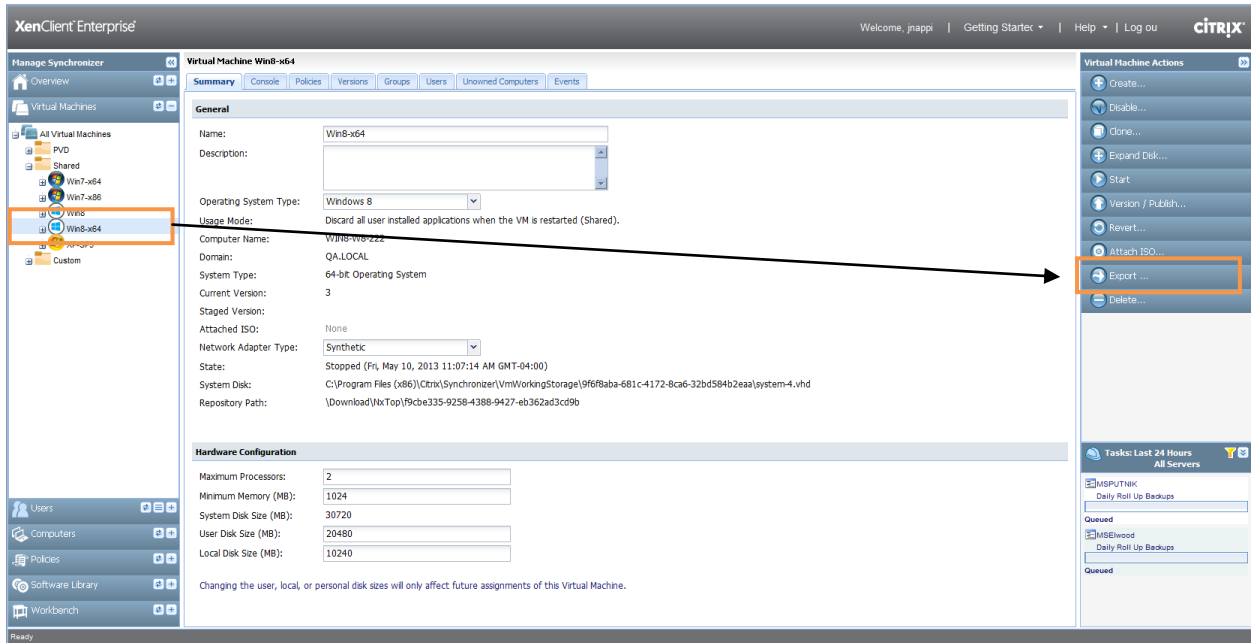 XenClient Enterprise
Welcome, jnappi | Getting Startec | Help | Log ou CITRIX
Manage Synchronizer
Overview
Virtual Machines
All Virtual Machines
PVD
Shared
Win7-x64
Win7-x86
Win8
Win8-x64
XP-SP3
Custom
Users
Computers
Policies
Software Library
Workbench
Ready
Virtual Machine Win8-x64
Summary Console Policies Versions Groups Users Unowned Computers Events
General
Name: Win8-x64
Description:
Operating System Type: Windows 8
Usage Mode: Discard all user installed applications when the VM is restarted (Shared).
Computer Name: WIN8-W8-222
Domain: QA.LOCAL
System Type: 64-bit Operating System
Current Version: 3
Staged Version:
Attached ISO: None
Network Adapter Type: Synthetic
State: Stopped (Fri, May 10, 2013 11:07:14 AM GMT-04:00)
System Disk: C:\Program Files (x86)\Citrix\Synchronizer\VmWorkingStorage\9f6f8aba-681c-4172-8ca6-32bd584b2eaa\system-4.vhd
Repository Path: \Download\NxTop\f9cbe335-9258-4388-9427-eb362ad3cd9b
Hardware Configuration
Maximum Processors: 2
Minimum Memory (MB): 1024
System Disk Size (MB): 30720
User Disk Size (MB): 20480
Local Disk Size (MB): 10240
Changing the user, local, or personal disk sizes will only affect future assignments of this Virtual Machine.
Virtual Machine Actions
Create...
Disable...
Clone...
Expand Disk...
Start
Version / Publish...
Revert...
Attach ISO...
Export ...
Delete...
Tasks: Last 24 Hours
All Servers
MSPUTNIK
Daily Roll Up Backups
Queued
MSElwood
Daily Roll Up Backups
Queued